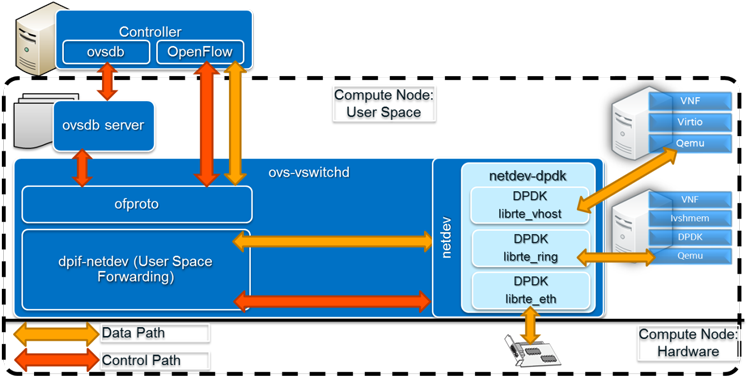 Controller
ovsdb
OpenFlow
Compute Node:
User Space
ovsdb server
VNF
Virtio
Qemu
ovs-vswitchd
netdev-dpdk
ofproto
DPDK
librte_vhost
VNF
Ivshmem
DPDK
Qemu
netdev
dpif-netdev (User Space
Forwarding)
DPDK
librte_ring
DPDK
librte_eth
Data Path
Control Path
Compute Node:
Hardware